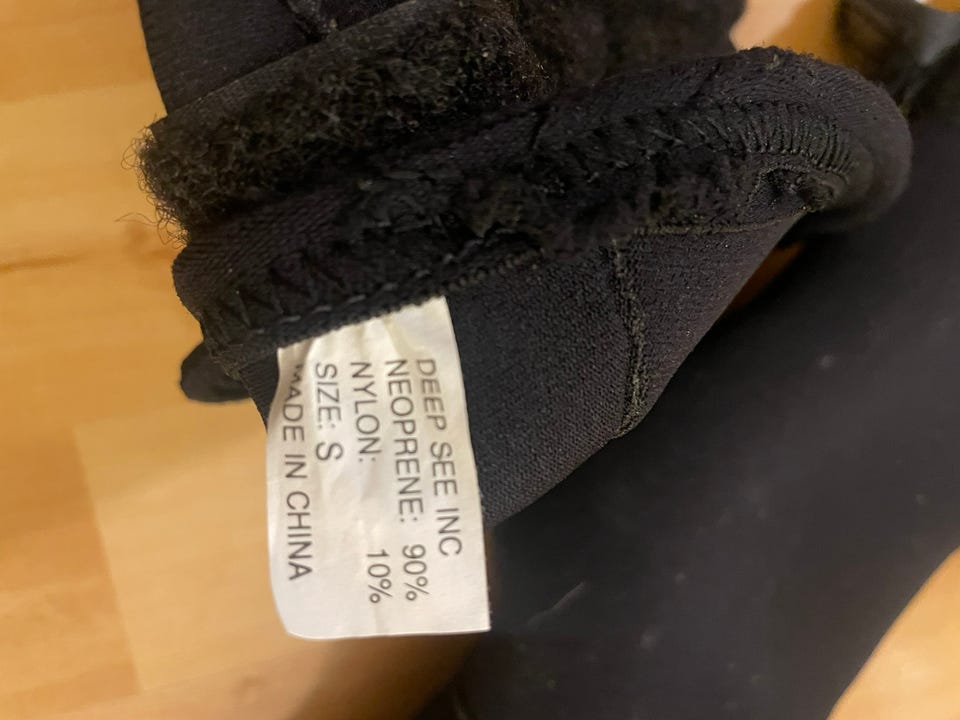 DEEP SEE INC
NEOPRENE: 90%
NYLON: 10%
SIZE: S
MADE IN CHINA